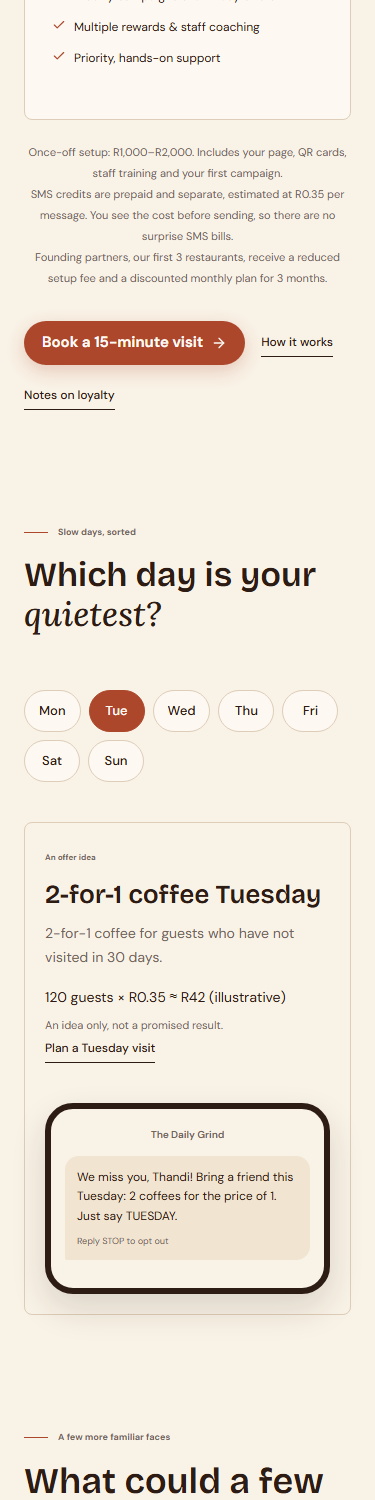 Multiple rewards & staff coaching
Priority, hands-on support
Once-off setup: R1,000–R2,000. Includes your page, QR cards,
staff training and your first campaign.
SMS credits are prepaid and separate, estimated at R0.35 per
message. You see the cost before sending, so there are no
surprise SMS bills.
Founding partners, our first 3 restaurants, receive a reduced
setup fee and a discounted monthly plan for 3 months.
Book a 15-minute visit →
How it works
Notes on loyalty
Slow days, sorted
Which day is your
quietest?
Mon Tue Wed Thu Fri
Sat Sun
An offer idea
2-for-1 coffee Tuesday
2-for-1 coffee for guests who have not
visited in 30 days.
120 guests × R0.35 ≈ R42 (illustrative)
An idea only, not a promised result.
Plan a Tuesday visit
The Daily Grind
We miss you, Thandi! Bring a friend this
Tuesday: 2 coffees for the price of 1.
Just say TUESDAY.
Reply STOP to opt out
A few more familiar faces
What could a few